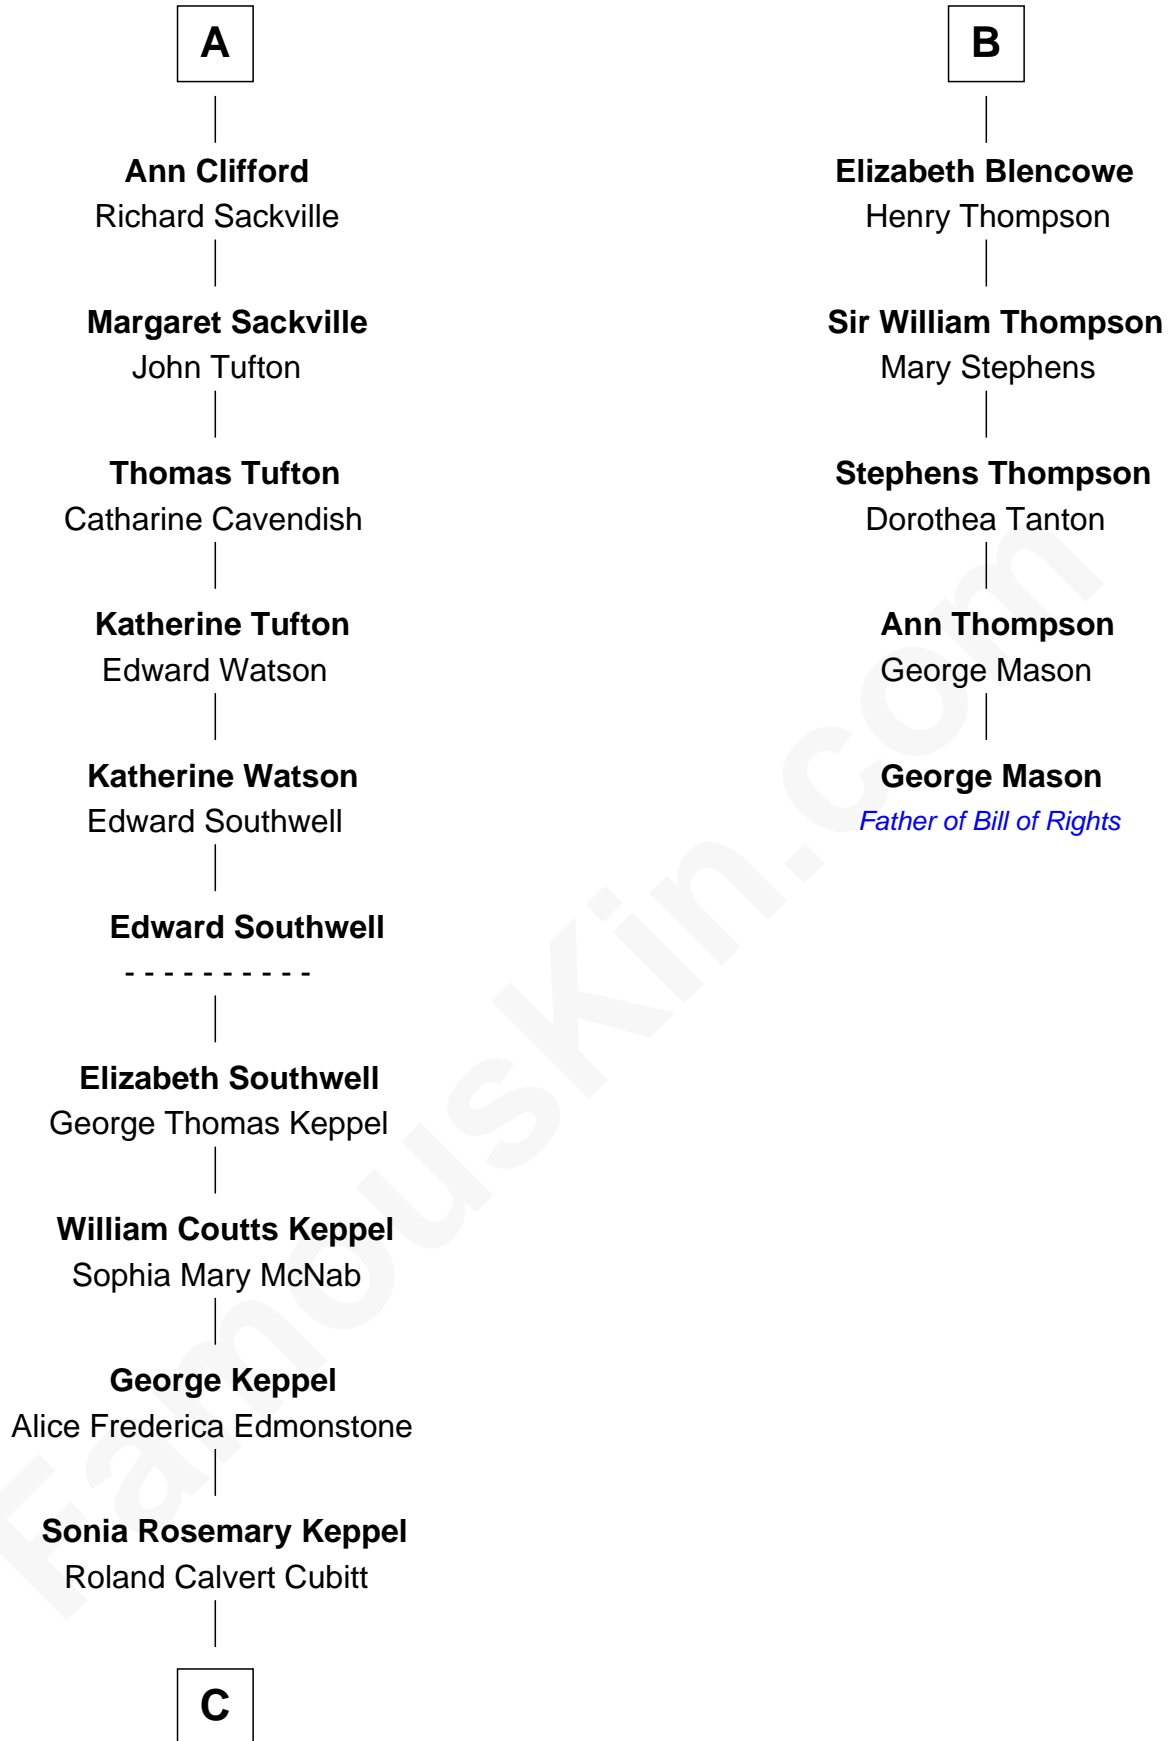 A
Ann Clifford
Richard Sackville
Margaret Sackville
John Tufton
Thomas Tufton
Catharine Cavendish
Katherine Tufton
Edward Watson
Katherine Watson
Edward Southwell
Edward Southwell
- - - - - - - - - -
Elizabeth Southwell
George Thomas Keppel
William Coutts Keppel
Sophia Mary McNab
George Keppel
Alice Frederica Edmonstone
Sonia Rosemary Keppel
Roland Calvert Cubitt
C
B
Elizabeth Blencowe
Henry Thompson
Sir William Thompson
Mary Stephens
Stephens Thompson
Dorothea Tanton
Ann Thompson
George Mason
George Mason
Father of Bill of Rights
FamousKin.com